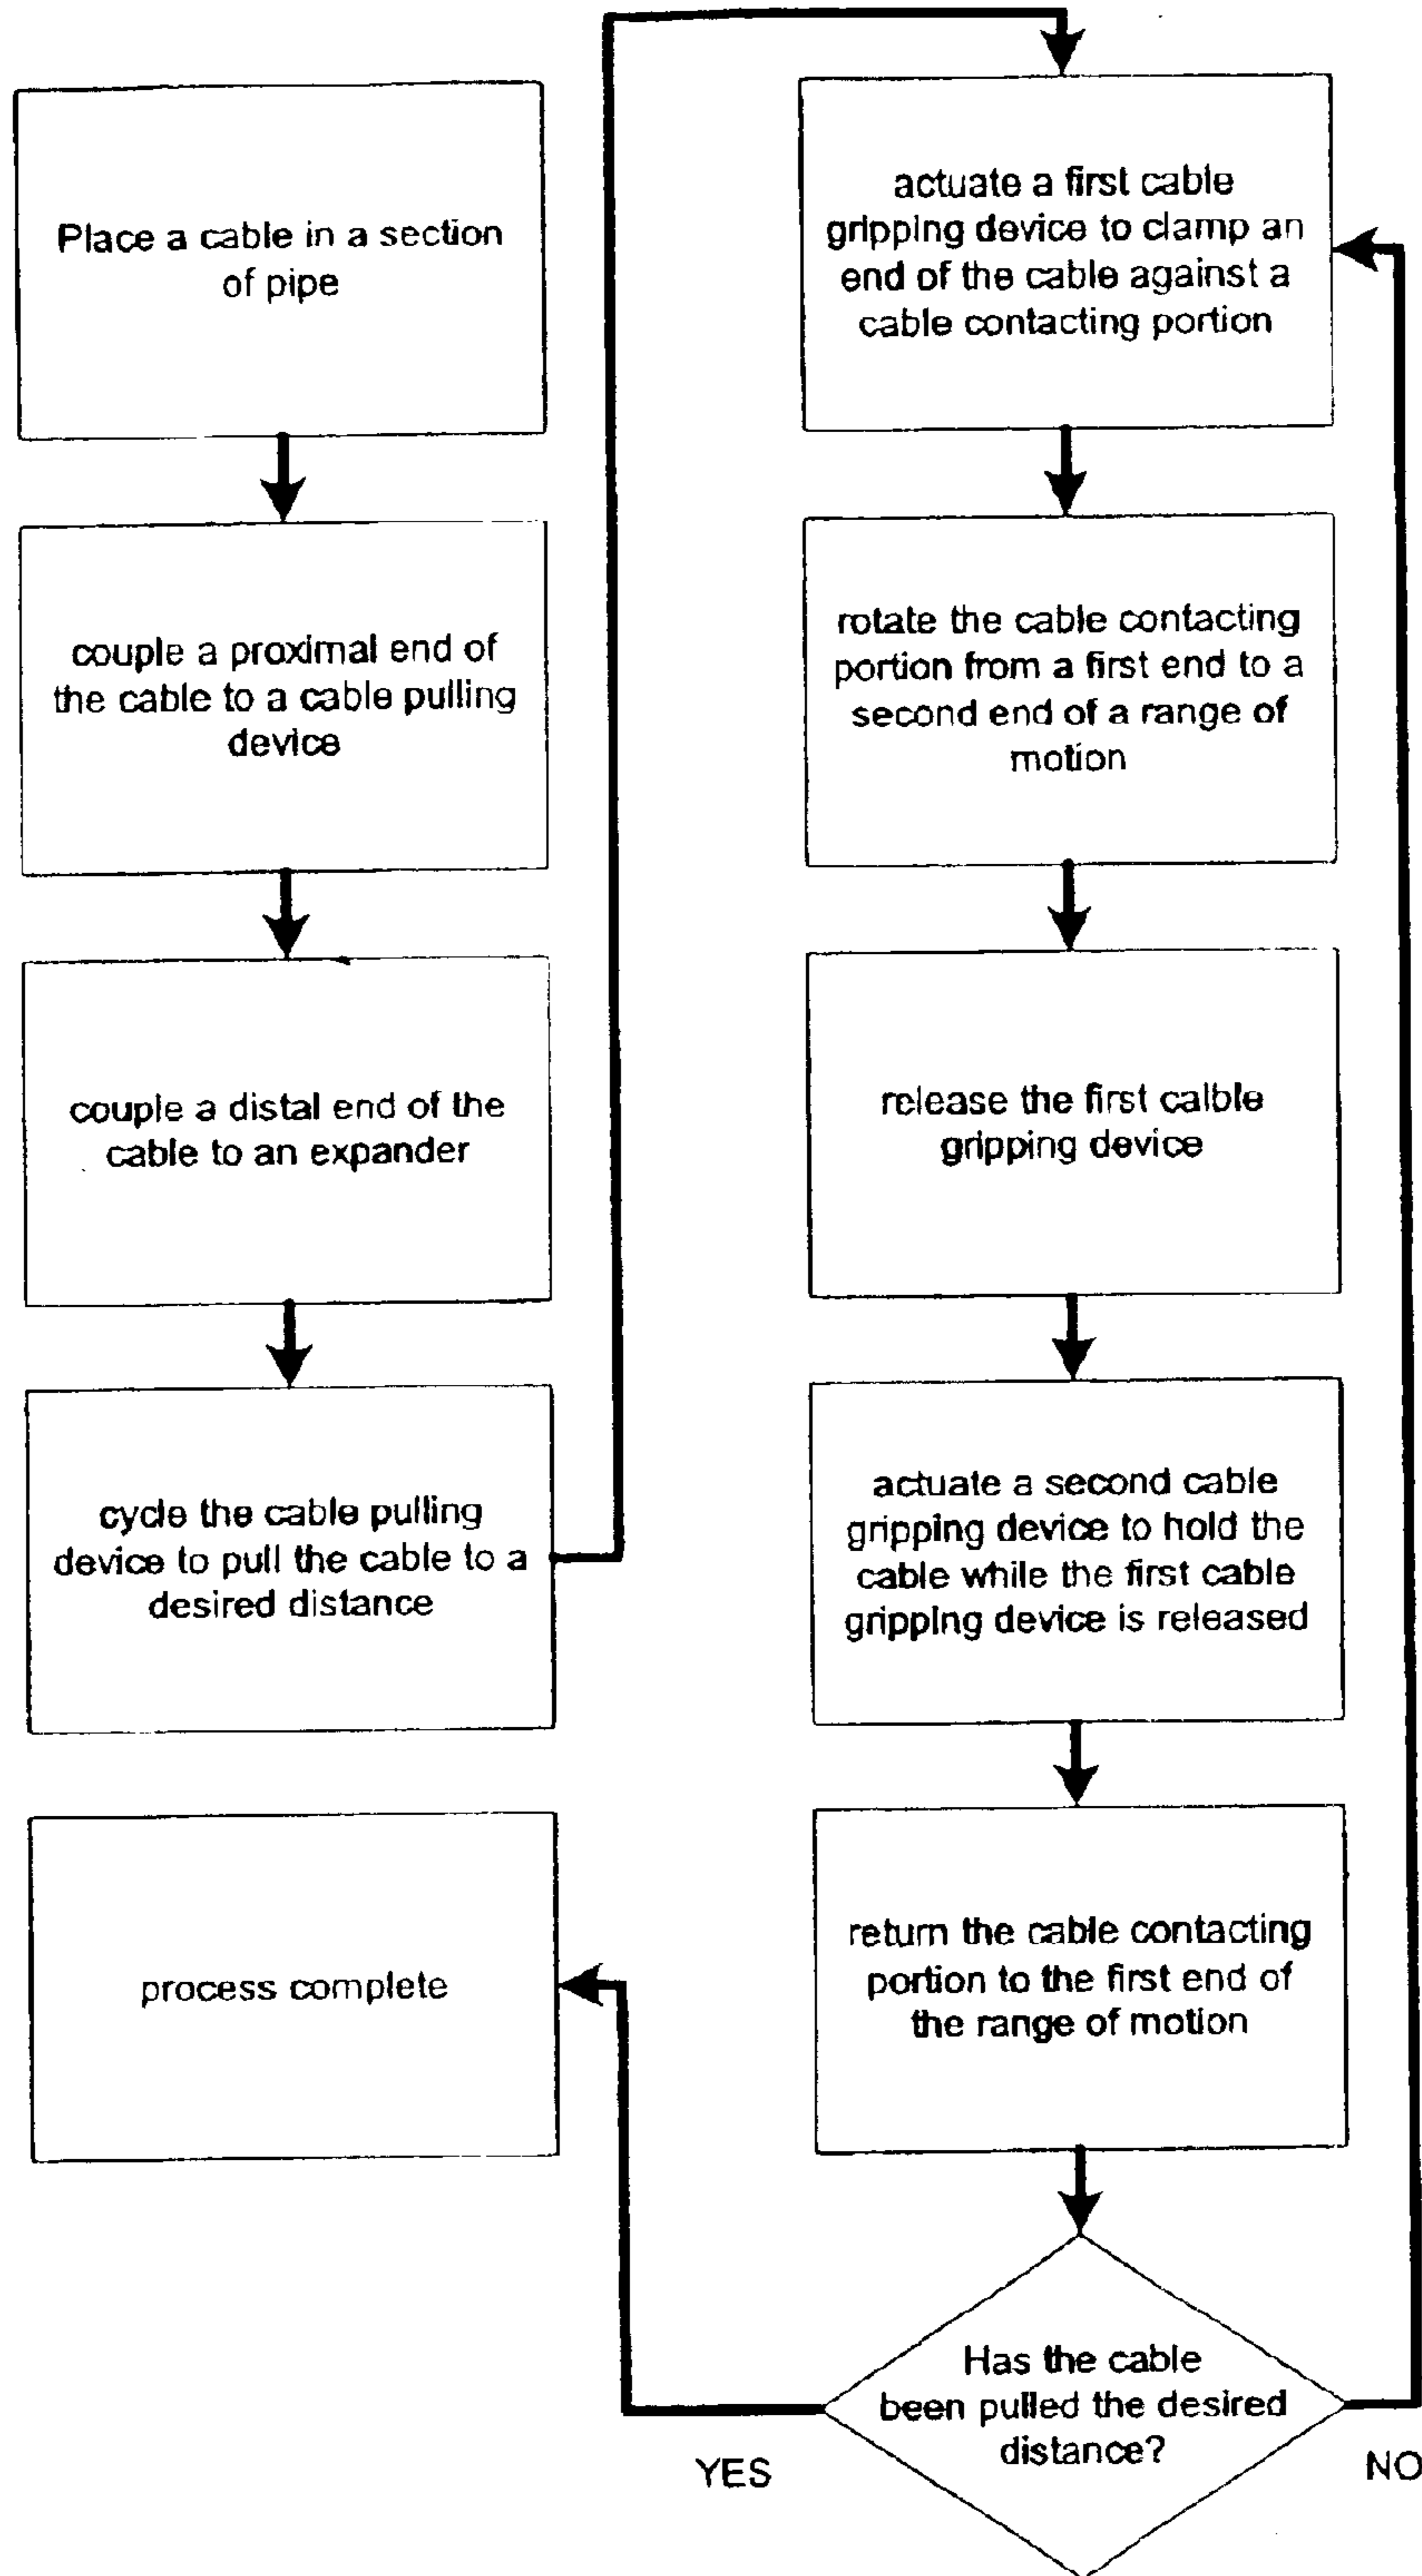 Place a cable in a section
of pipe
couple a proximal end of
the cable to a cable pulling
device
couple a distal end of the
cable to an expander
cycle the cable pulling
device to pull the cable to a
desired distance
actuate a first cable
gripping device to clamp an
end of the cable against a
cable contacting portion
rotate the cable contacting
portion from a first end to a
second end of a range of
motion
release the first calble
gripping device
actuate a second cable
gripping device to hold the
cable while the first cable
gripping device is released
return the cable contacting
portion to the first end of
the range of motion
Has the cable
been pulled the desired
distance?
YES
NO
process complete